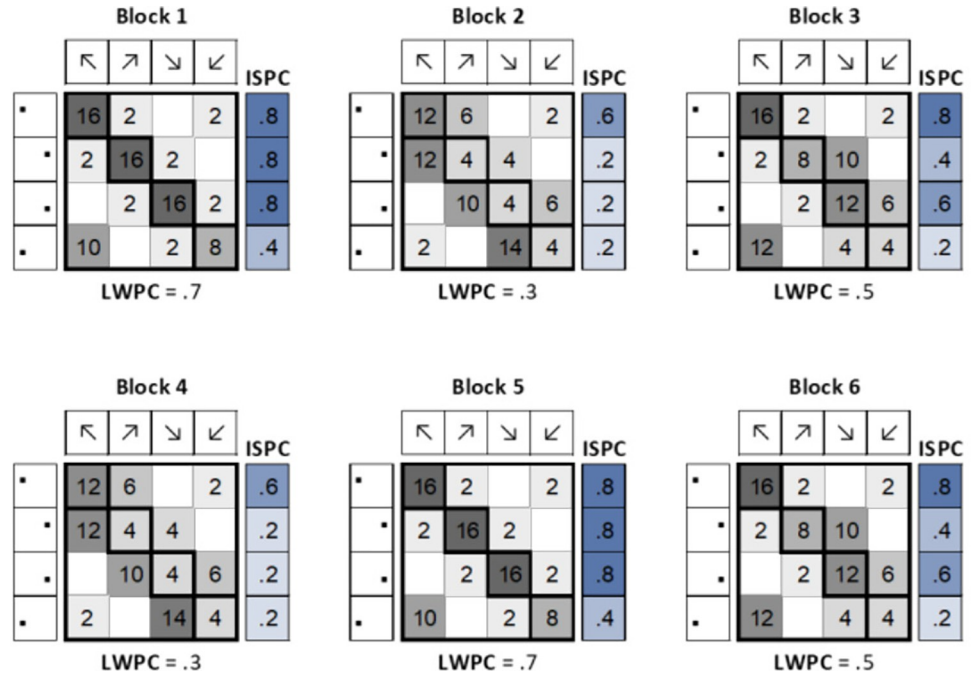 Block 1 Block 2 Block 3
↖ ↗ ↘ ↙ ISPC ↖ ↗ ↘ ↙ ISPC ↖ ↗ ↘ ↙ ISPC
16 2 2 .8 12 6 2 .6 16 2 2 .8
2 16 2 .8 12 4 4 .2 2 8 10 .4
2 16 2 .8 10 4 6 .2 2 12 6 .6
10 2 8 .4 2 14 4 .2 12 4 4 .2
LWPC = .7 LWPC = .3 LWPC = .5
Block 4 Block 5 Block 6
↖ ↗ ↘ ↙ ISPC ↖ ↗ ↘ ↙ ISPC ↖ ↗ ↘ ↙ ISPC
12 6 2 .6 16 2 2 .8 16 2 2 .8
12 4 4 .2 2 16 2 .8 2 8 10 .4
10 4 6 .2 2 16 2 .8 2 12 6 .6
2 14 4 .2 10 2 8 .4 12 4 4 .2
LWPC = .3 LWPC = .7 LWPC = .5